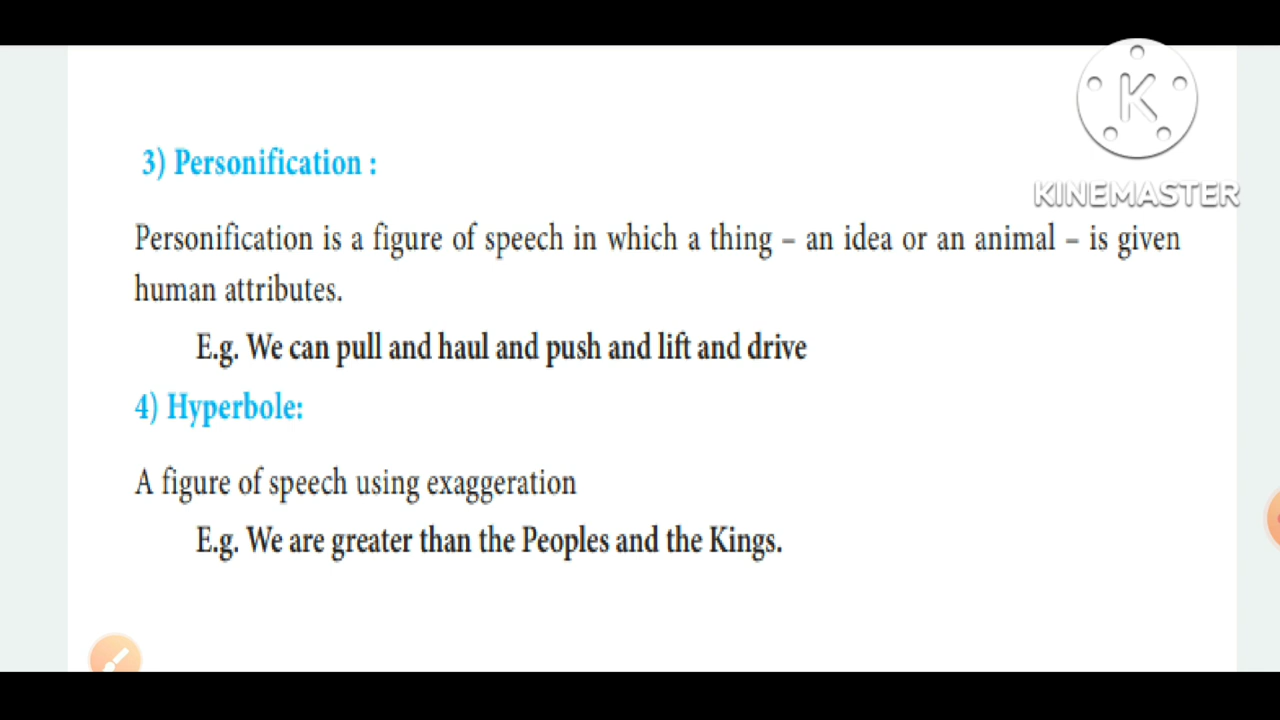 K
KINEMASTER
3) Personification :
Personification is a figure of speech in which a thing – an idea or an animal – is given
human attributes.
E.g. We can pull and haul and push and lift and drive
4) Hyperbole:
A figure of speech using exaggeration
E.g. We are greater than the Peoples and the Kings.